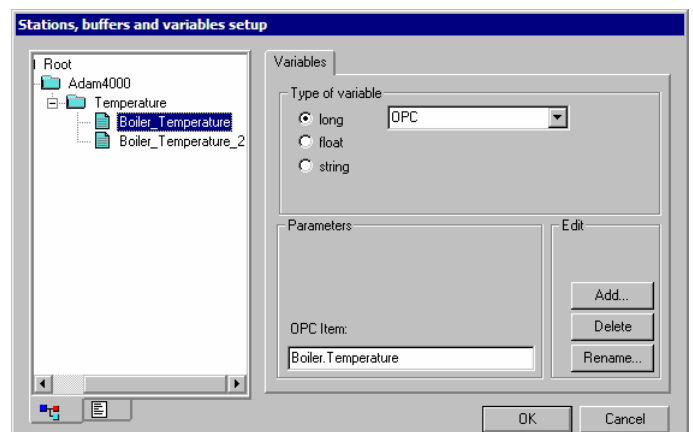 Stations, buffers and variables setup
Root
Adam4000
Temperature
Boiler_Temperature
Boiler_Temperature_2
Variables
Type of variable
long
OPC
float
string
Parameters
OPC Item:
Boiler.Temperature
Edit
Add...
Delete
Rename...
OK
Cancel